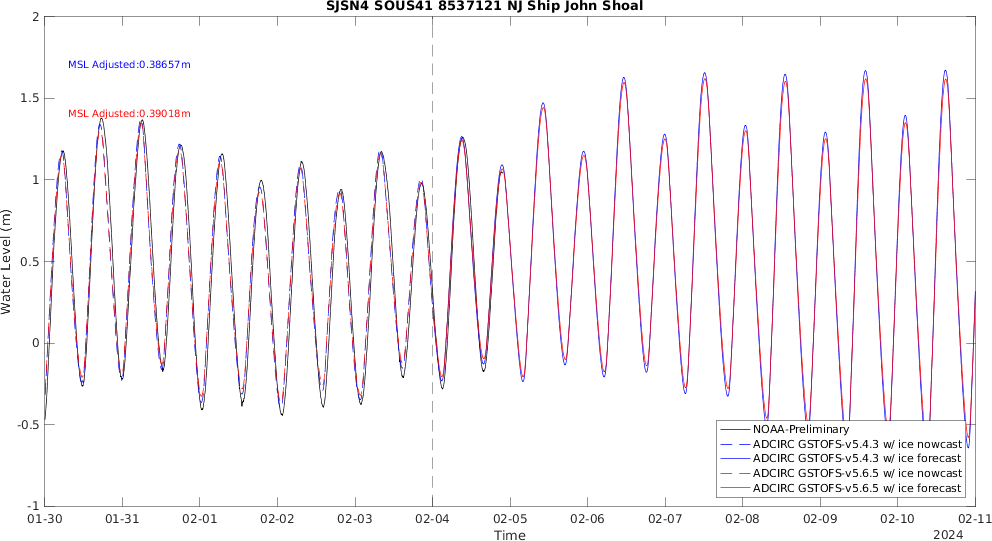 SJSN4 SOUS41 8537121 NJ Ship John Shoal
MSL Adjusted:0.38657m
MSL Adjusted:0.39018m
2
1.5
1
0.5
0
-0.5
-1
Water Level (m)
NOAA-Preliminary
ADCIRC GSTOFS-v5.4.3 w/ ice nowcast
ADCIRC GSTOFS-v5.4.3 w/ ice forecast
ADCIRC GSTOFS-v5.6.5 w/ ice nowcast
ADCIRC GSTOFS-v5.6.5 w/ ice forecast
01-30 01-31 02-01 02-02 02-03 02-04 02-05 02-06 02-07 02-08 02-09 02-10 02-11
Time
2024